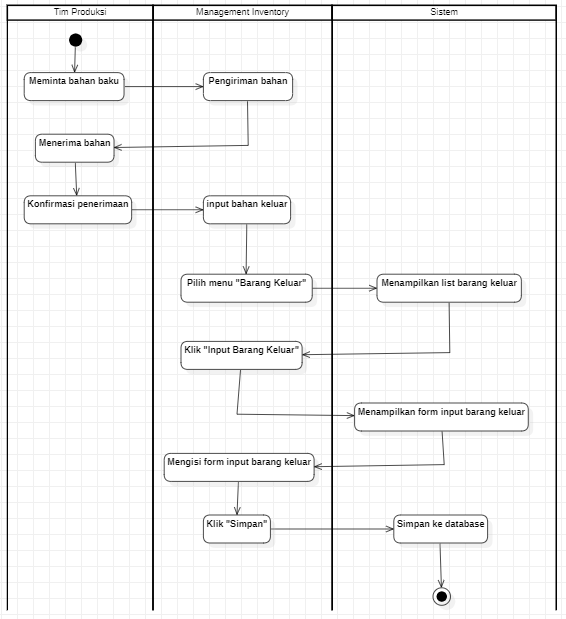 Tim Produksi
Management Inventory
Sistem
Meminta bahan baku
Pengiriman bahan
Menerima bahan
Konfirmasi penerimaan
input bahan keluar
Pilih menu "Barang Keluar"
Menampilkan list barang keluar
Klik "Input Barang Keluar"
Menampilkan form input barang keluar
Mengisi form input barang keluar
Klik "Simpan"
Simpan ke database